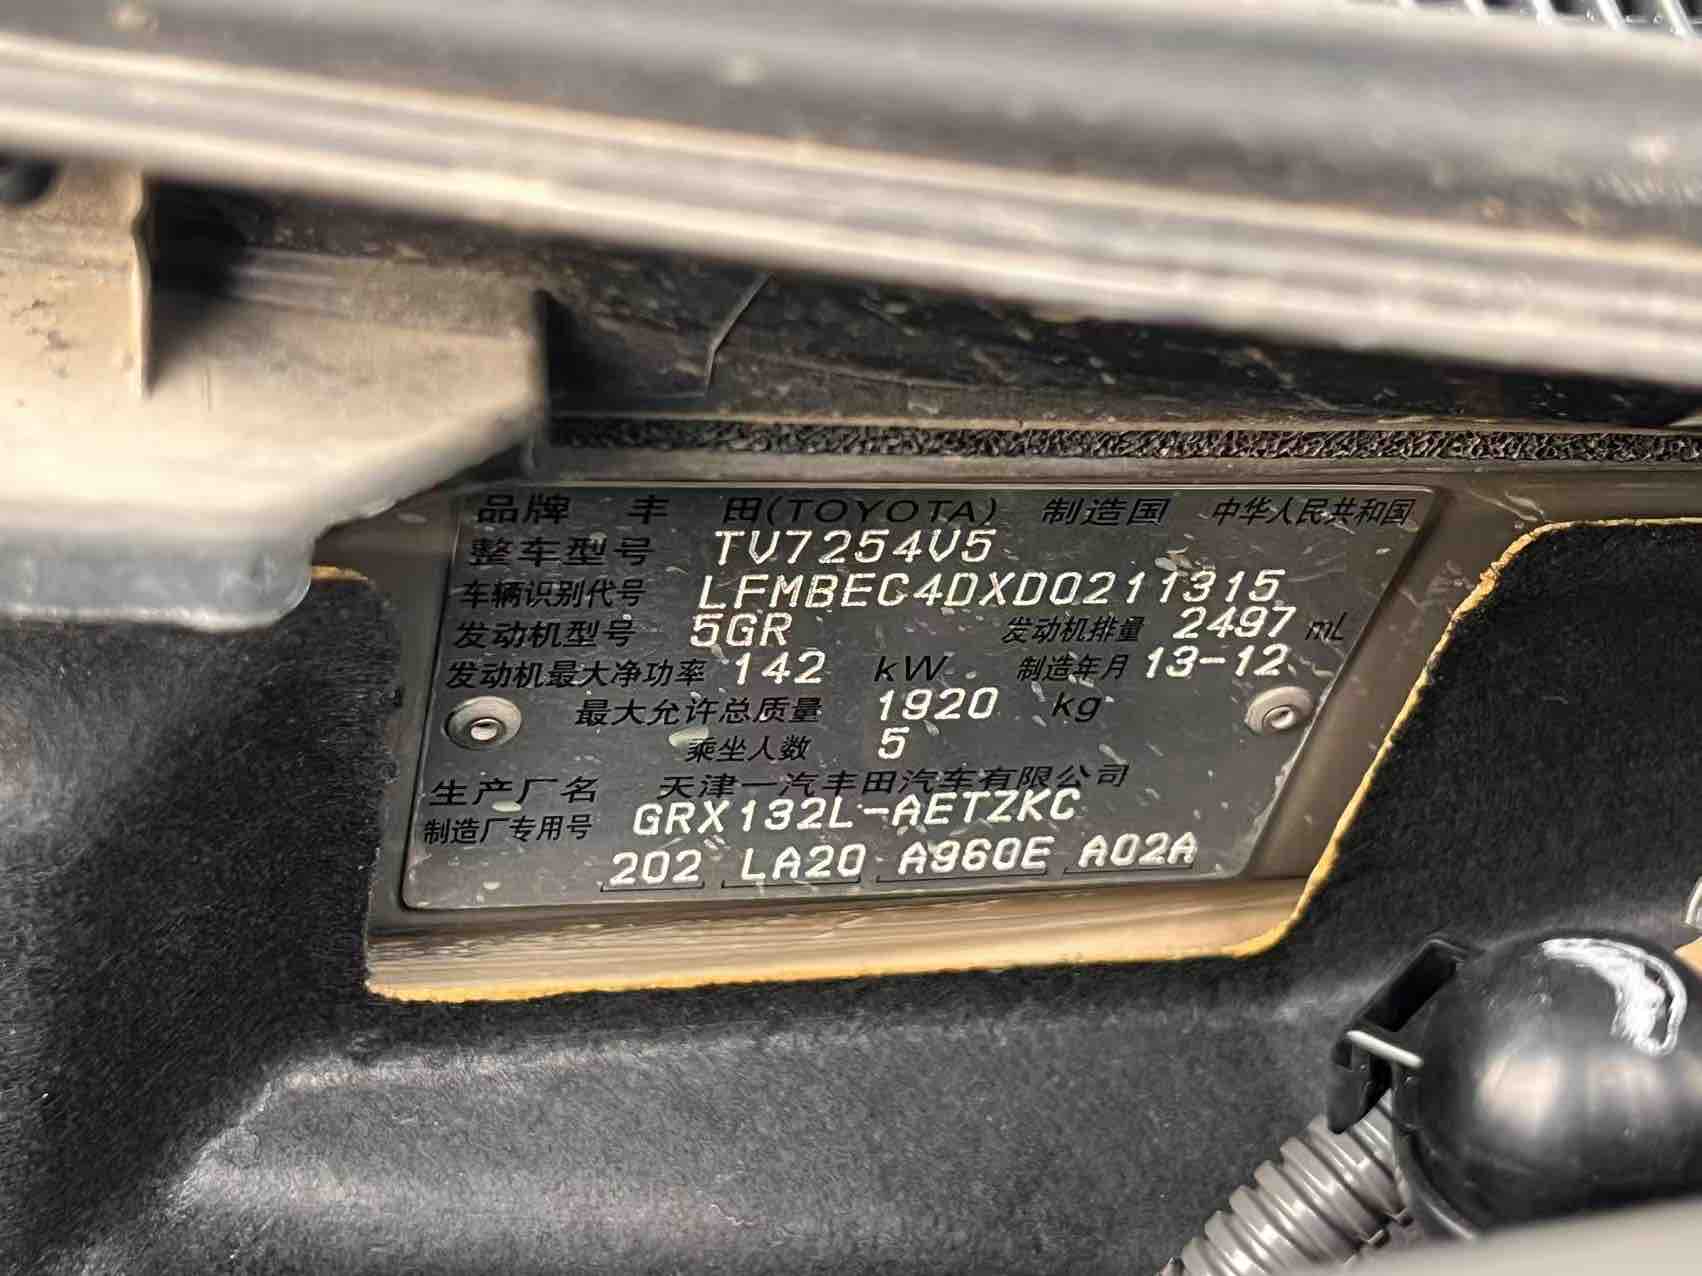 品牌 丰 田(TOYOTA) 制造国 中华人民共和国
整车型号 TV7254V5
车辆识别代号 LFMBEC4DXD0211315
发动机型号 5GR 发动机排量 2497 mL
发动机最大净功率 142 kW 制造年月 13-12
最大允许总质量 1920 kg
乘坐人数 5
生产厂名 天津一汽丰田汽车有限公司
制造厂专用号 GRX132L-AETZKC
202 LA20 A960E A02A